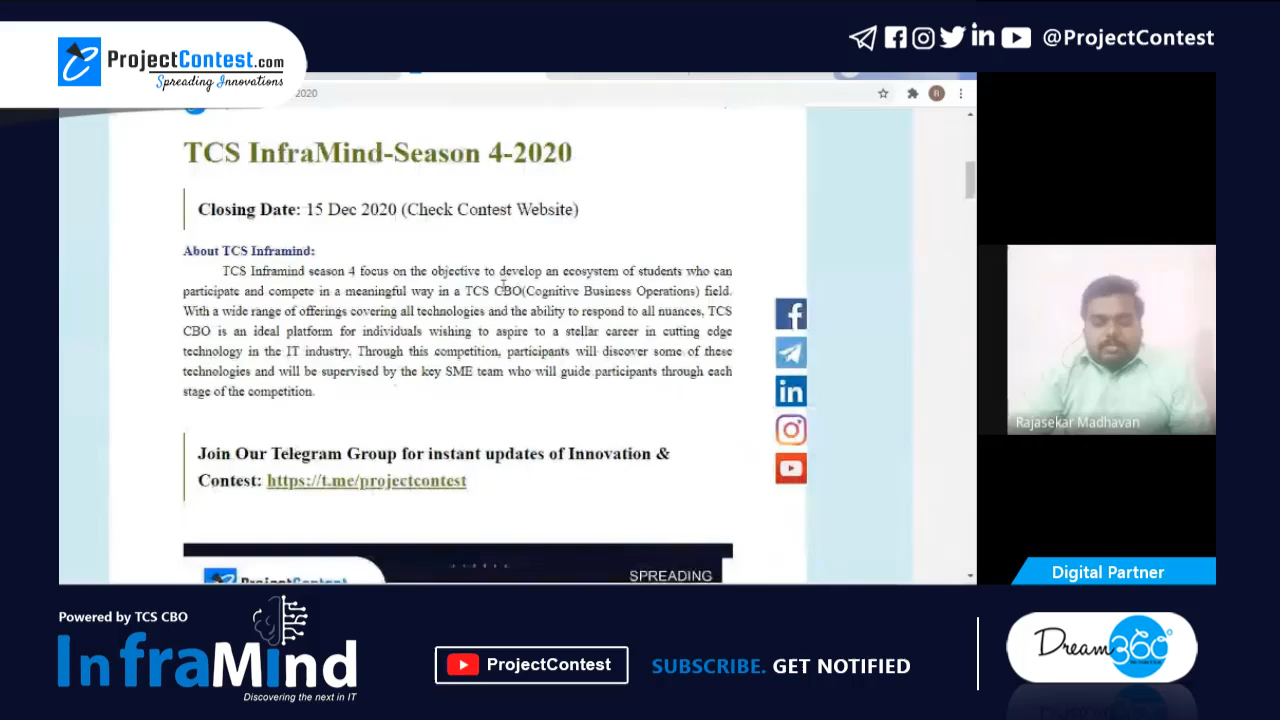 ProjectContest.com
Spreading Innovations
@ProjectContest
2020
TCS InfraMind-Season 4-2020
Closing Date: 15 Dec 2020 (Check Contest Website)
About TCS Inframind:
TCS Inframind season 4 focus on the objective to develop an ecosystem of students who can
participate and compete in a meaningful way in a TCS CBO(Cognitive Business Operations) field.
With a wide range of offerings covering all technologies and the ability to respond to all nuances, TCS
CBO is an ideal platform for individuals wishing to aspire to a stellar career in cutting edge
technology in the IT industry. Through this competition, participants will discover some of these
technologies and will be supervised by the key SME team who will guide participants through each
stage of the competition.
Join Our Telegram Group for instant updates of Innovation &
Contest: https://t.me/projectcontest
ProjectContest
SPREADING
Rajasekar Madhavan
Digital Partner
Powered by TCS CBO
InfraMind
Discovering the next in IT
ProjectContest
SUBSCRIBE. GET NOTIFIED
Dream 360